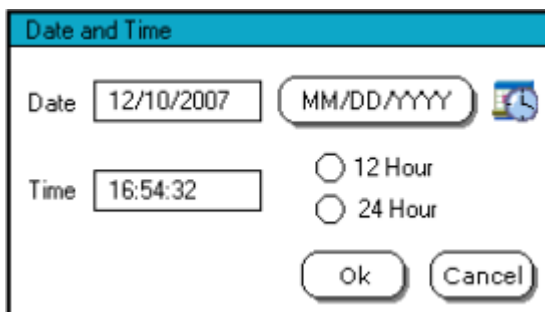 Date and Time
Date 12/10/2007 MM/DD/YYYY
12 Hour
Time 16:54:32
24 Hour
Ok Cancel